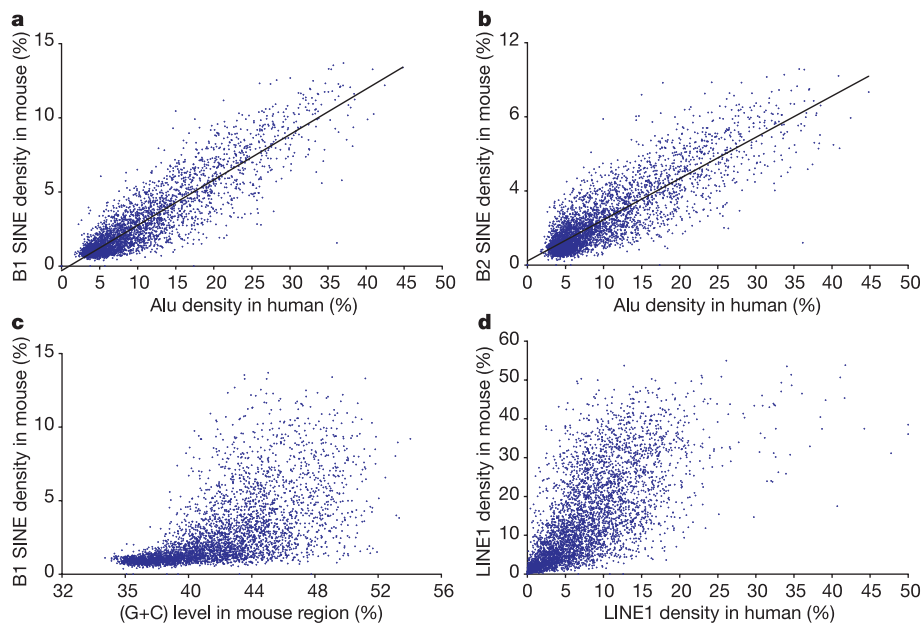 a
15
10
5
0
0 5 10 15 20 25 30 35 40 45 50
B1 SINE density in mouse (%)
Alu density in human (%)
b
12
6
4
0
0 5 10 15 20 25 30 35 40 45 50
B2 SINE density in mouse (%)
Alu density in human (%)
c
15
10
5
0
32 35 40 44 48 52 56
B1 SINE density in mouse (%)
(G+C) level in mouse region (%)
d
60
50
40
30
20
10
0
0 5 10 15 20 25 30 35 40 45 50
LINE1 density in mouse (%)
LINE1 density in human (%)